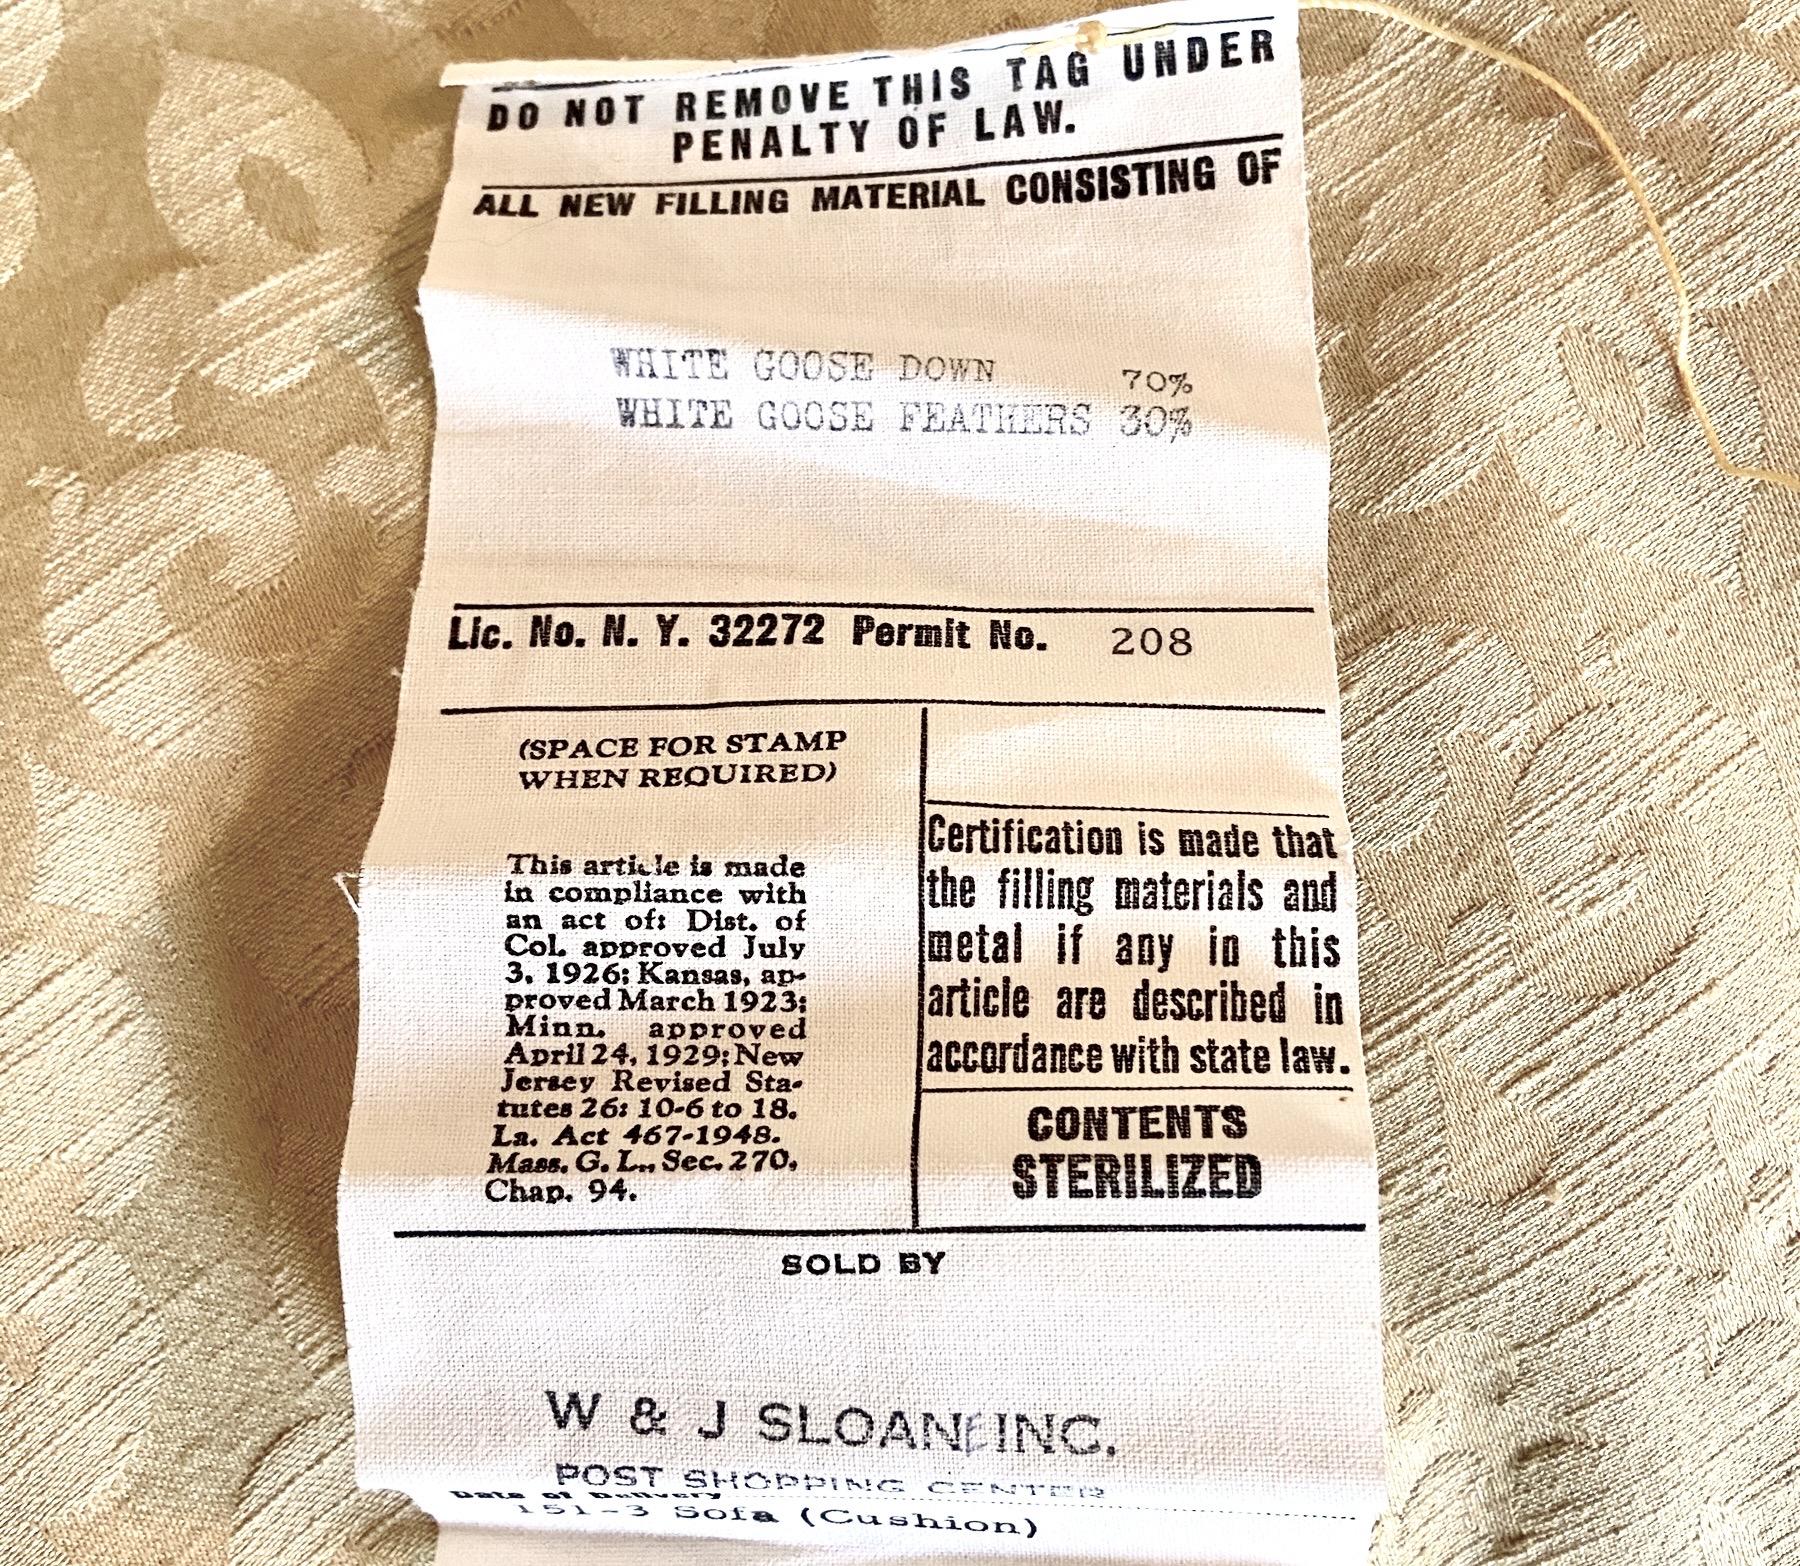 DO NOT REMOVE THIS TAG UNDER
PENALTY OF LAW.
ALL NEW FILLING MATERIAL CONSISTING OF
WHITE GOOSE DOWN 70%
WHITE GOOSE FEATHERS 30%
Lic. No. N. Y. 32272 Permit No. 208
(SPACE FOR STAMP
WHEN REQUIRED)
This article is made
in compliance with
an act of: Dist. of
Col. approved July
3, 1926; Kansas, ap-
proved March 1923;
Minn. approved
April 24, 1929; New
Jersey Revised Sta-
tutes 26: 10-6 to 18.
La. Act 467-1948.
Mass. G. L., Sec. 270,
Chap. 94.
Certification is made that
the filling materials and
metal if any in this
article are described in
accordance with state law.
CONTENTS
STERILIZED
SOLD BY
W & J SLOANE INC.
POST SHOPPING CENTER
Date of Delivery
151-3 Sofa (Cushion)